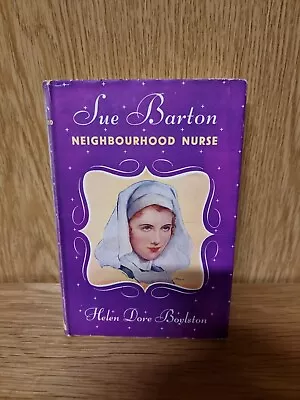 Sue Barton
NEIGHBOURHOOD NURSE
Helen Dore Boylston